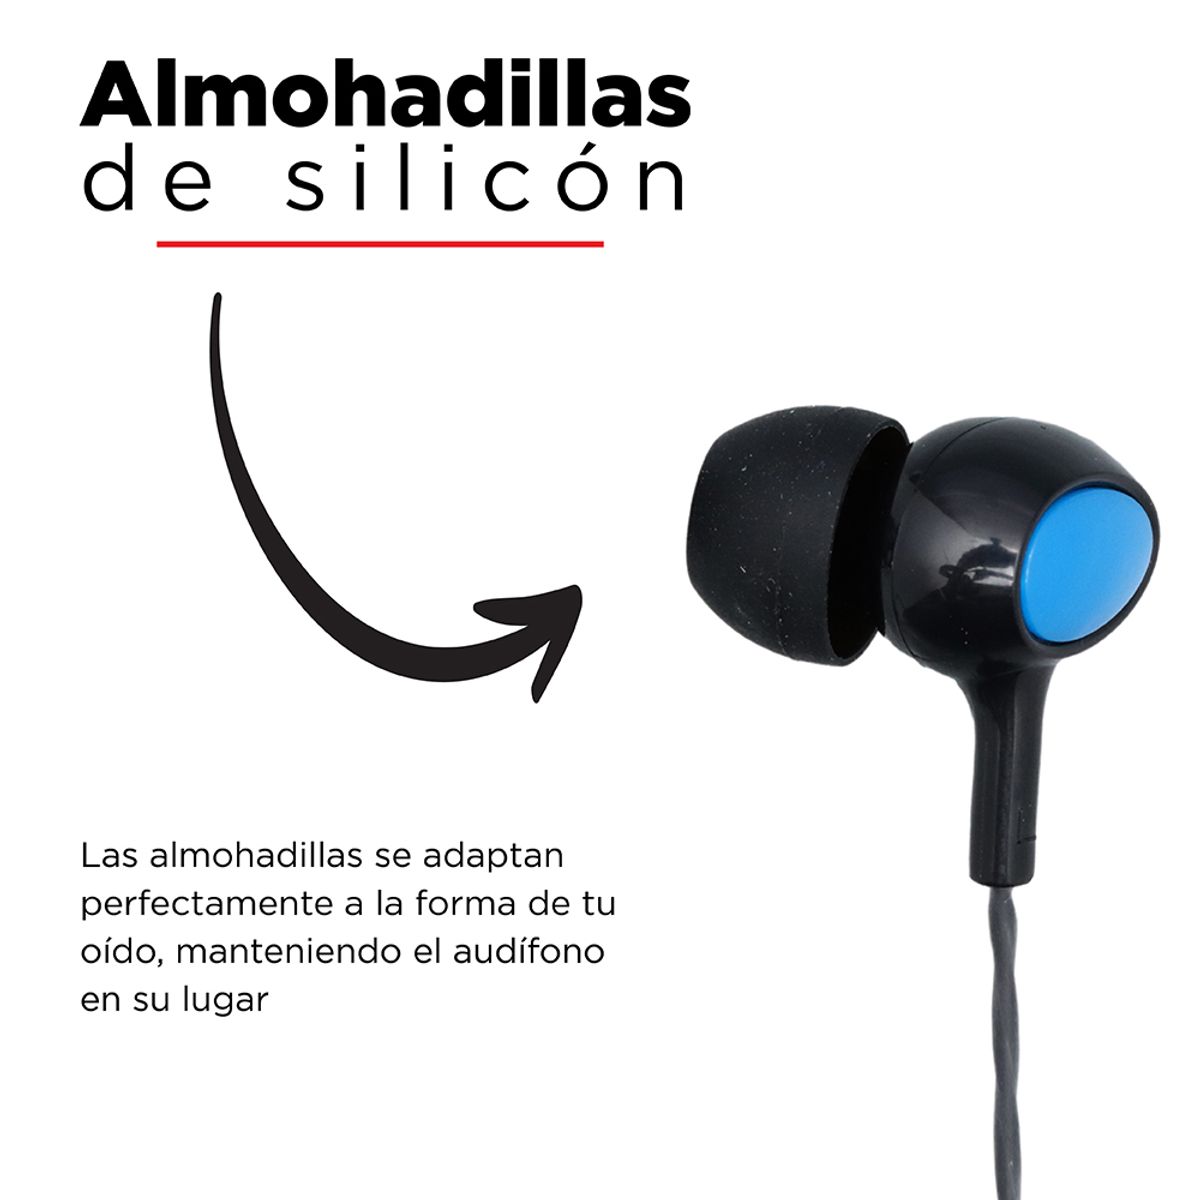 Almohadillas
de silicón
Las almohadillas se adaptan
perfectamente a la forma de tu
oído, manteniendo el audífono
en su lugar